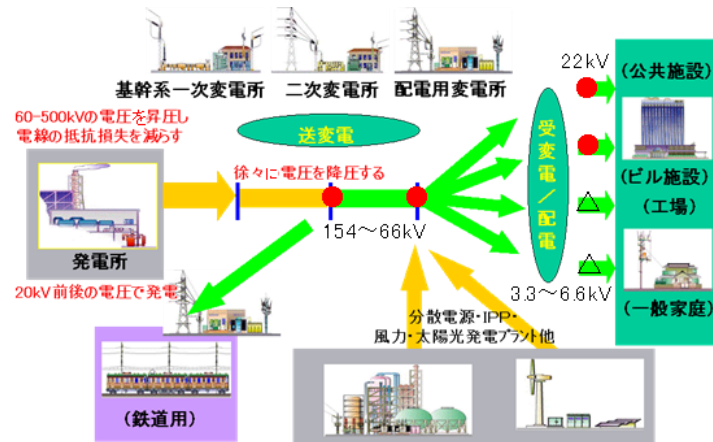 基幹系一次変電所
二次変電所
配電用変電所
22kV
(公共施設)
60-500kVの電圧を昇圧し
電線の抵抗損失を減らす
送変電
徐々に電圧を降圧する
受変電/配電
(ビル施設)
(工場)
発電所
154～66kV
20kV前後の電圧で発電
3.3～6.6kV
(一般家庭)
分散電源・IPP・
風力・太陽光発電プラント他
(鉄道用)